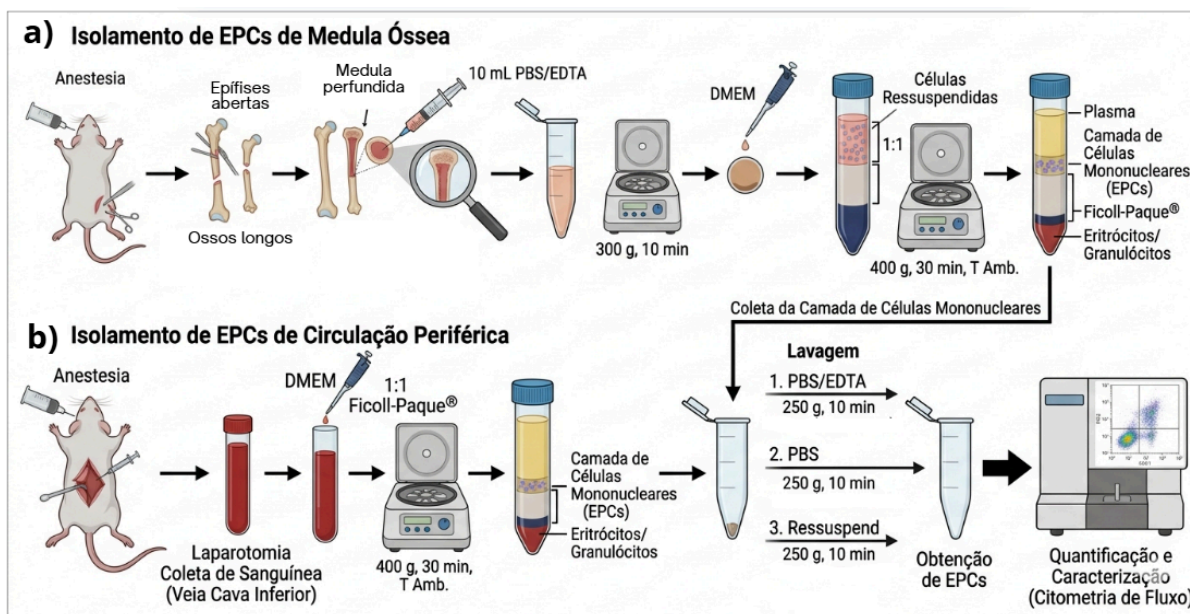 a) Isolamento de EPCs de Medula Óssea
Anestesia
Epífises
abertas
Ossos longos
Medula
perfundida
10 mL PBS/EDTA
300 g, 10 min
DMEM
Células
Ressuspendidas
1:1
400 g, 30 min, T Amb.
Plasma
Camada de
Células
Mononucleares
(EPCs)
Ficoll-Paque®
Eritrócitos/
Granulócitos
Coleta da Camada de Células Mononucleares
b) Isolamento de EPCs de Circulação Periférica
Anestesia
Laparotomia
Coleta de Sanguínea
(Veia Cava Inferior)
DMEM
1:1
Ficoll-Paque®
400 g, 30 min,
T Amb.
Camada de
Células
Mononucleares
(EPCs)
Eritrócitos/
Granulócitos
Lavagem
1. PBS/EDTA
250 g, 10 min
2. PBS
250 g, 10 min
3. Ressuspend
250 g, 10 min
Obtenção
de EPCs
Quantificação e
Caracterização
(Citometria de Fluxo)